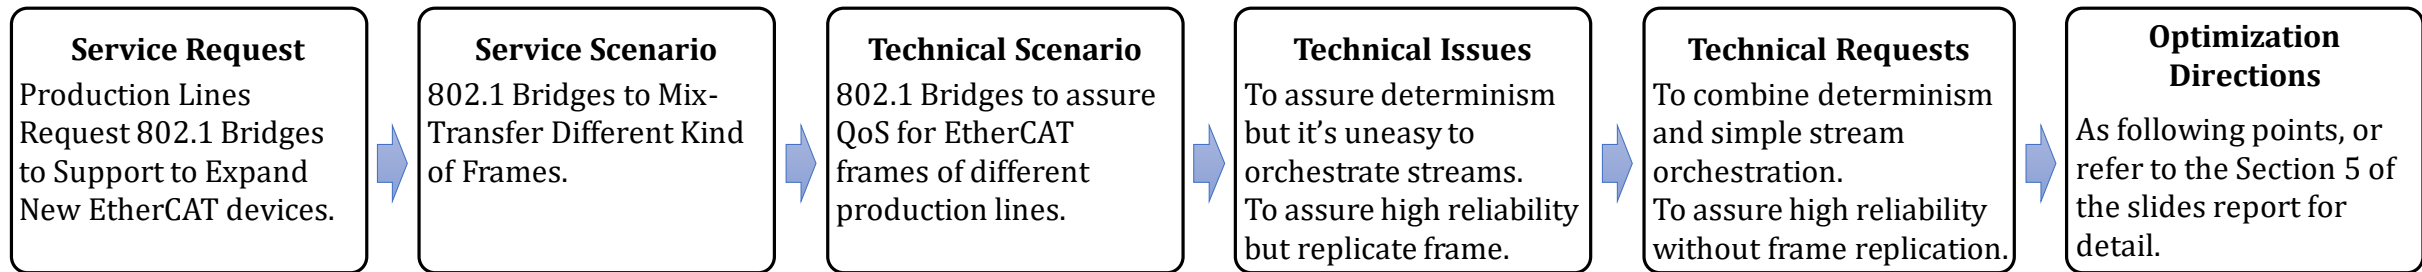 Service Request
Production Lines
Request 802.1 Bridges
to Support to Expand
New EtherCAT devices.
Service Scenario
802.1 Bridges to Mix-
Transfer Different Kind
of Frames.
Technical Scenario
802.1 Bridges to assure
QoS for EtherCAT
frames of different
production lines.
Technical Issues
To assure determinism
but it's uneasy to
orchestrate streams.
To assure high reliability
but replicate frame.
Technical Requests
To combine determinism
and simple stream
orchestration.
To assure high reliability
without frame replication.
Optimization
Directions
As following points, or
refer to the Section 5 of
the slides report for
detail.